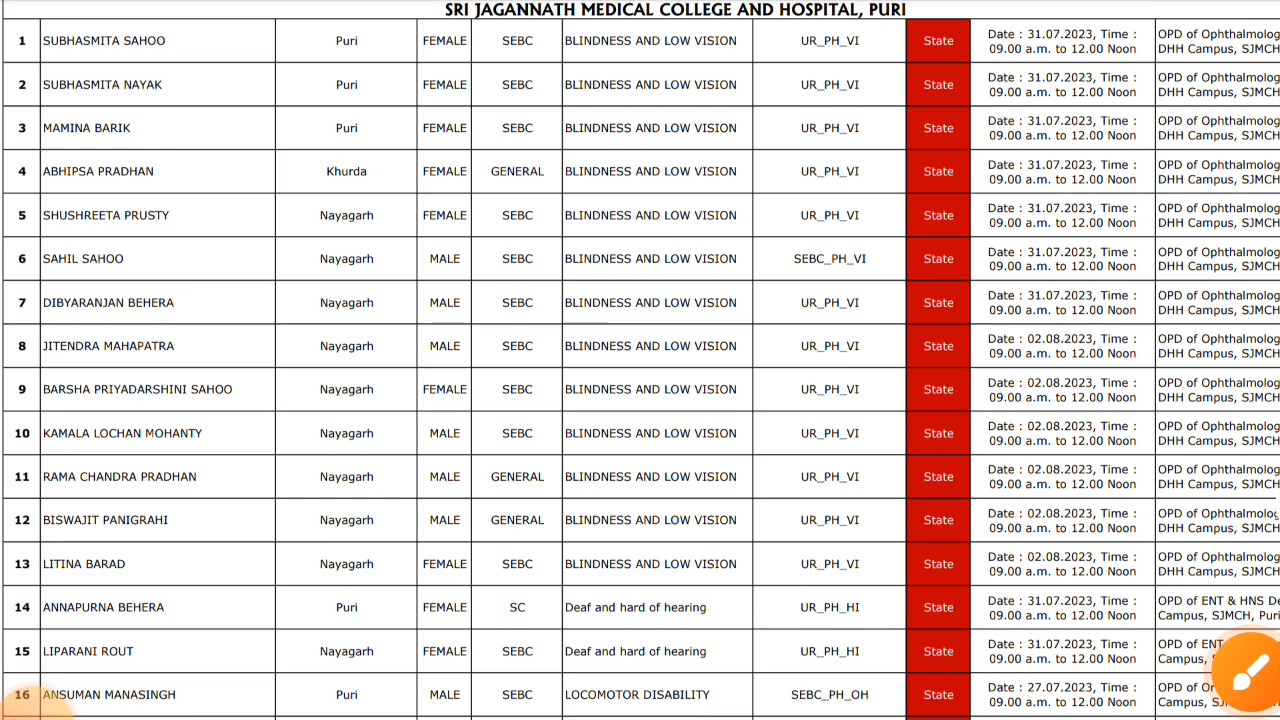 SRI JAGANNATH MEDICAL COLLEGE AND HOSPITAL, PURI
1 SUBHASMITA SAHOO Puri FEMALE SEBC BLINDNESS AND LOW VISION UR_PH_VI State Date : 31.07.2023, Time : 09.00 a.m. to 12.00 Noon OPD of Ophthalmolog DHH Campus, SJMCH
2 SUBHASMITA NAYAK Puri FEMALE SEBC BLINDNESS AND LOW VISION UR_PH_VI State Date : 31.07.2023, Time : 09.00 a.m. to 12.00 Noon OPD of Ophthalmolog DHH Campus, SJMCH
3 MAMINA BARIK Puri FEMALE SEBC BLINDNESS AND LOW VISION UR_PH_VI State Date : 31.07.2023, Time : 09.00 a.m. to 12.00 Noon OPD of Ophthalmolog DHH Campus, SJMCH
4 ABHIPSA PRADHAN Khurda FEMALE GENERAL BLINDNESS AND LOW VISION UR_PH_VI State Date : 31.07.2023, Time : 09.00 a.m. to 12.00 Noon OPD of Ophthalmolog DHH Campus, SJMCH
5 SHUSHREETA PRUSTY Nayagarh FEMALE SEBC BLINDNESS AND LOW VISION UR_PH_VI State Date : 31.07.2023, Time : 09.00 a.m. to 12.00 Noon OPD of Ophthalmolog DHH Campus, SJMCH
6 SAHIL SAHOO Nayagarh MALE SEBC BLINDNESS AND LOW VISION SEBC_PH_VI State Date : 31.07.2023, Time : 09.00 a.m. to 12.00 Noon OPD of Ophthalmolog DHH Campus, SJMCH
7 DIBYARANJAN BEHERA Nayagarh MALE SEBC BLINDNESS AND LOW VISION UR_PH_VI State Date : 31.07.2023, Time : 09.00 a.m. to 12.00 Noon OPD of Ophthalmolog DHH Campus, SJMCH
8 JITENDRA MAHAPATRA Nayagarh MALE SEBC BLINDNESS AND LOW VISION UR_PH_VI State Date : 02.08.2023, Time : 09.00 a.m. to 12.00 Noon OPD of Ophthalmolog DHH Campus, SJMCH
9 BARSHA PRIYADARSHINI SAHOO Nayagarh FEMALE SEBC BLINDNESS AND LOW VISION UR_PH_VI State Date : 02.08.2023, Time : 09.00 a.m. to 12.00 Noon OPD of Ophthalmolog DHH Campus, SJMCH
10 KAMALA LOCHAN MOHANTY Nayagarh MALE SEBC BLINDNESS AND LOW VISION UR_PH_VI State Date : 02.08.2023, Time : 09.00 a.m. to 12.00 Noon OPD of Ophthalmolog DHH Campus, SJMCH
11 RAMA CHANDRA PRADHAN Nayagarh MALE GENERAL BLINDNESS AND LOW VISION UR_PH_VI State Date : 02.08.2023, Time : 09.00 a.m. to 12.00 Noon OPD of Ophthalmolog DHH Campus, SJMCH
12 BISWAJIT PANIGRAHI Nayagarh MALE GENERAL BLINDNESS AND LOW VISION UR_PH_VI State Date : 02.08.2023, Time : 09.00 a.m. to 12.00 Noon OPD of Ophthalmolog DHH Campus, SJMCH
13 LITINA BARAD Nayagarh FEMALE SEBC BLINDNESS AND LOW VISION UR_PH_VI State Date : 02.08.2023, Time : 09.00 a.m. to 12.00 Noon OPD of Ophthalmolog DHH Campus, SJMCH
14 ANNAPURNA BEHERA Puri FEMALE SC Deaf and hard of hearing UR_PH_HI State Date : 31.07.2023, Time : 09.00 a.m. to 12.00 Noon OPD of ENT & HNS De Campus, SJMCH, Puri
15 LIPARANI ROUT Nayagarh FEMALE SEBC Deaf and hard of hearing UR_PH_HI State Date : 31.07.2023, Time : 09.00 a.m. to 12.00 Noon OPD of ENT Campus,
16 ANSUMAN MANASINGH Puri MALE SEBC LOCOMOTOR DISABILITY SEBC_PH_OH State Date : 27.07.2023, Time : 09.00 a.m. to 12.00 Noon OPD of Campus,